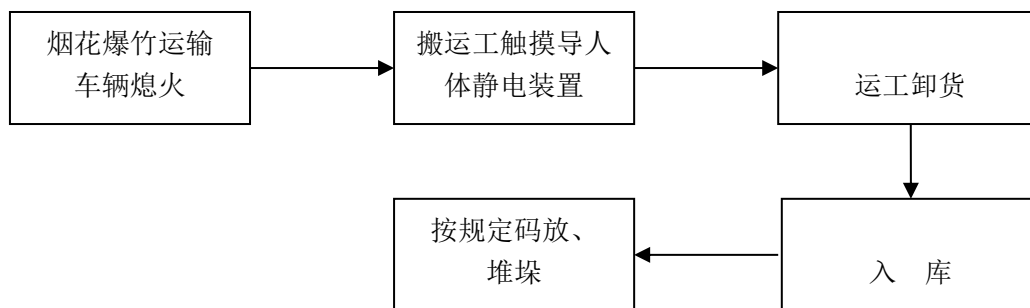 烟花爆竹运输
车辆熄火
搬运工触摸导人
体静电装置
运工卸货
入 库
按规定码放、
堆垛